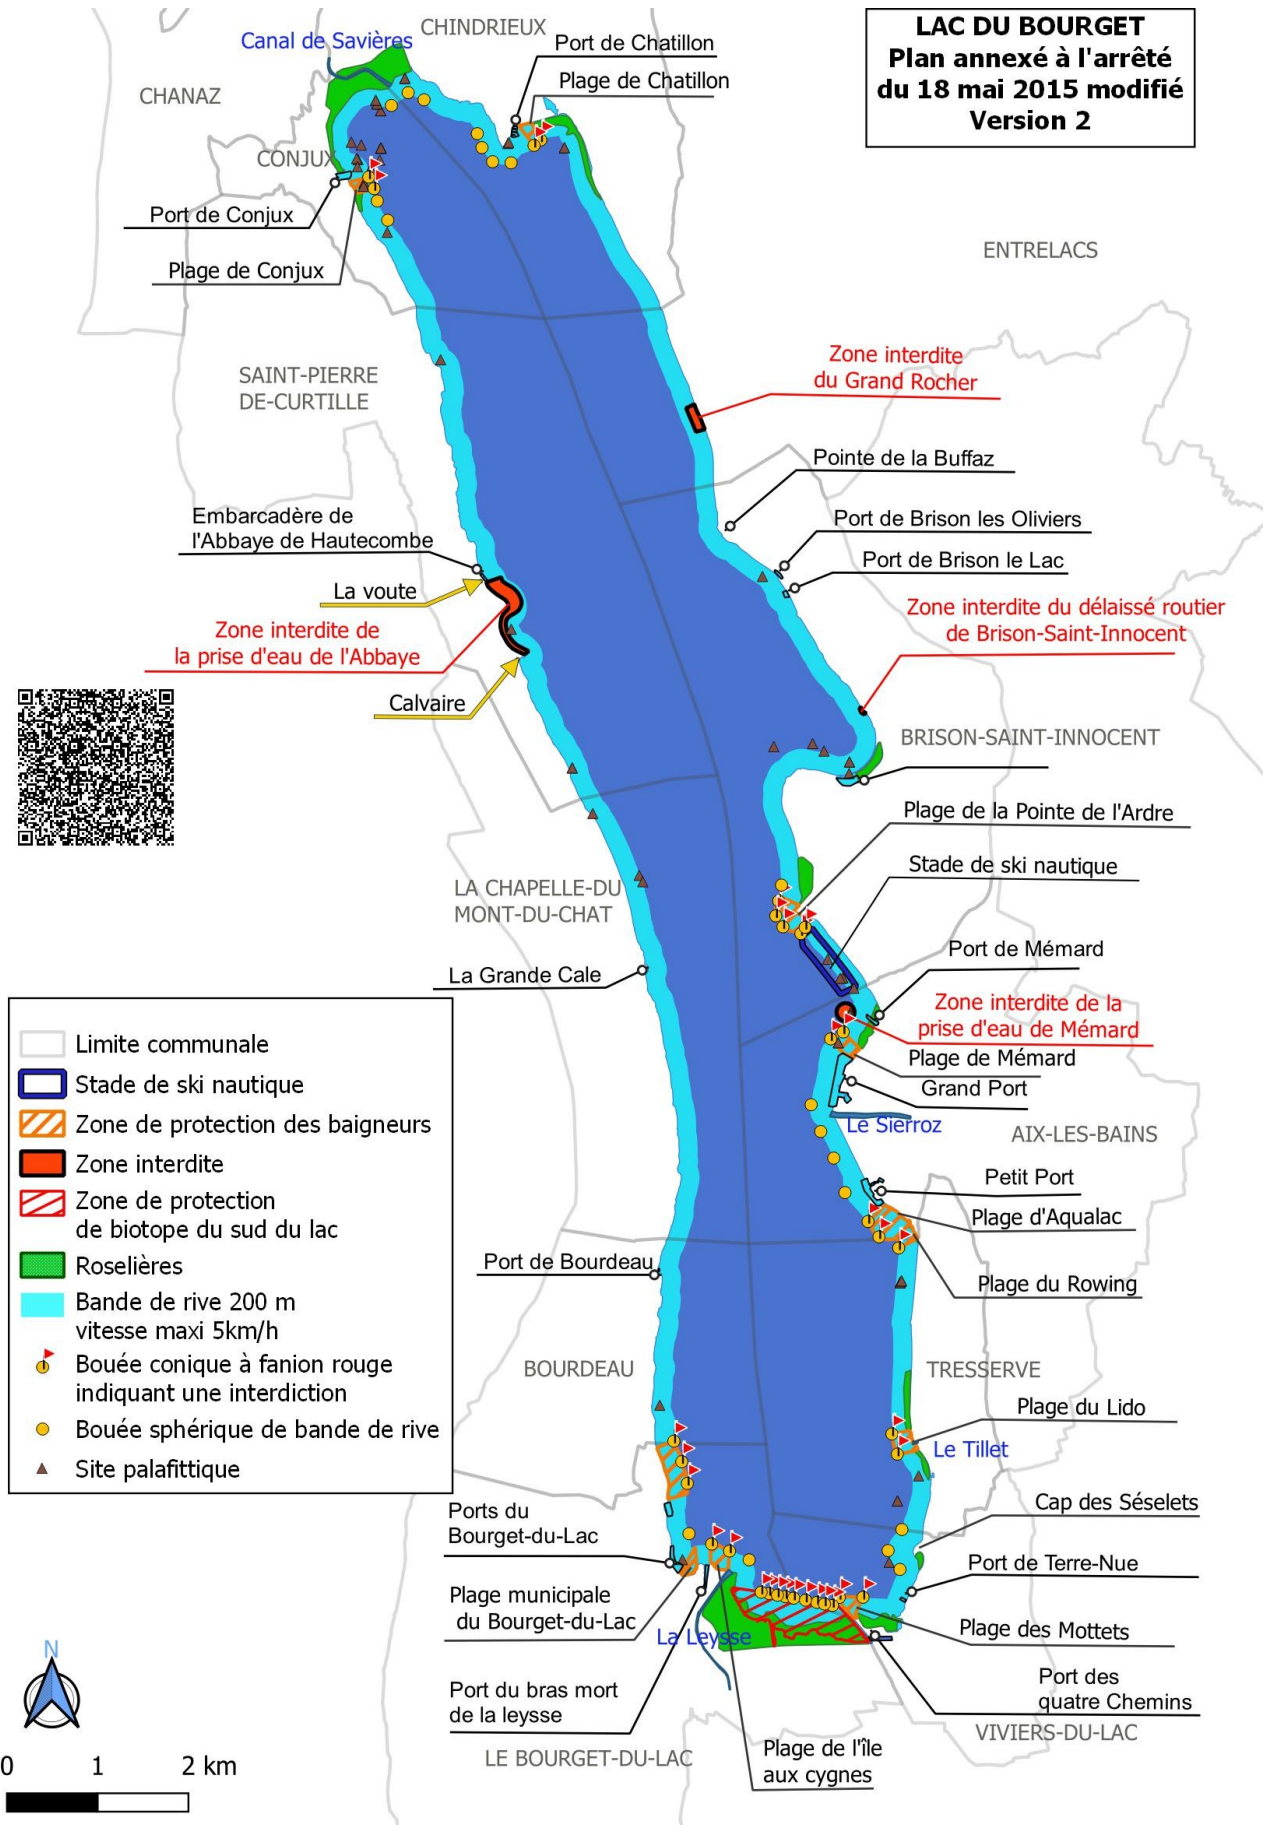 LAC DU BOURGET
Plan annexé à l'arrêté
du 18 mai 2015 modifié
Version 2
CHINDRIEUX
Canal de Savières
Port de Chatillon
Plage de Chatillon
CHANAZ
CONJUX
Port de Conjux
Plage de Conjux
ENTRELACS
SAINT-PIERRE
DE-CURTILLE
Zone interdite
du Grand Rocher
Pointe de la Buffaz
Embarcadère de
l'Abbaye de Hautecombe
Port de Brison les Oliviers
Port de Brison le Lac
La voute
Zone interdite de
la prise d'eau de l'Abbaye
Zone interdite du délaissé routier
de Brison-Saint-Innocent
Calvaire
BRISON-SAINT-INNOCENT
Plage de la Pointe de l'Ardre
Stade de ski nautique
LA CHAPELLE-DU
MONT-DU-CHAT
La Grande Cale
Port de Mémard
Zone interdite de la
prise d'eau de Mémard
Plage de Mémard
Grand Port
Le Sierroz
AIX-LES-BAINS
Petit Port
Plage d'Aqualac
Port de Bourdeau
Plage du Rowing
BOURDEAU
TRESSERVE
Plage du Lido
Le Tillet
Cap des Séselets
Ports du
Bourget-du-Lac
Port de Terre-Nue
Plage municipale
du Bourget-du-Lac
La Leysse
Plage des Mottets
Port du bras mort
de la leysse
Port des
quatre Chemins
VIVIERS-DU-LAC
LE BOURGET-DU-LAC
Plage de l'île
aux cygnes
Limite communale
Stade de ski nautique
Zone de protection des baigneurs
Zone interdite
Zone de protection
de biotope du sud du lac
Roselières
Bande de rive 200 m
vitesse maxi 5km/h
Bouée conique à fanion rouge
indiquant une interdiction
Bouée sphérique de bande de rive
Site palafittique
N
0 1 2 km